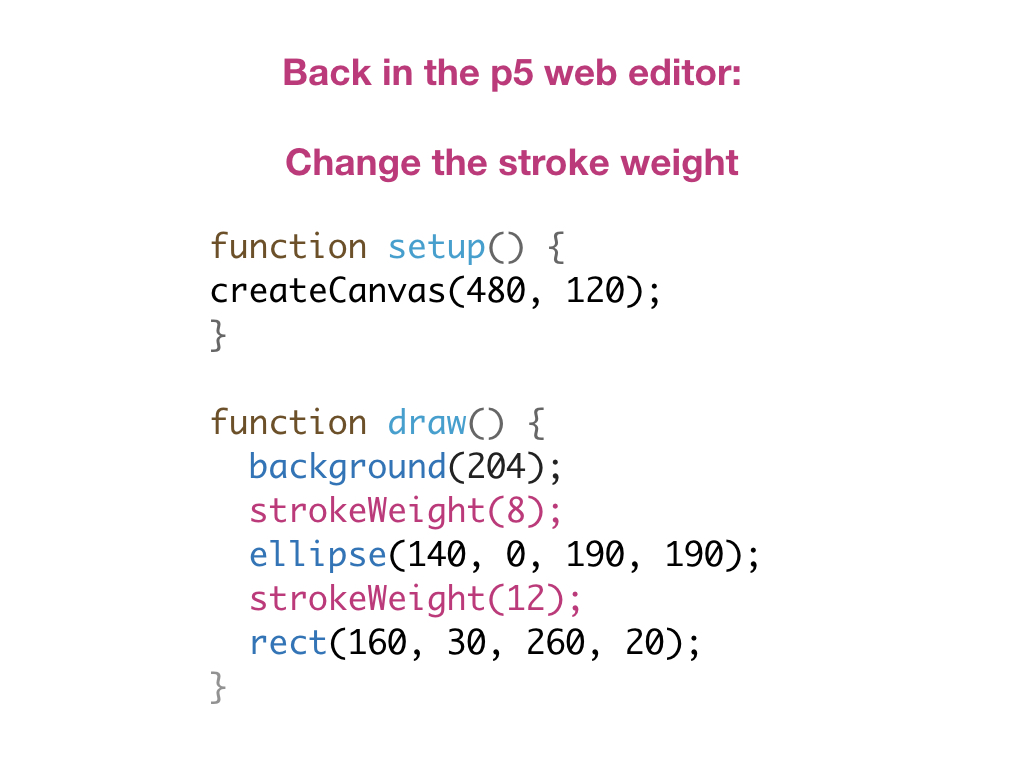 Back in the p5 web editor:
Change the stroke weight
function setup() {
createCanvas(480, 120);
}
function draw() {
  background(204);
  strokeWeight(8);
  ellipse(140, 0, 190, 190);
  strokeWeight(12);
  rect(160, 30, 260, 20);
}